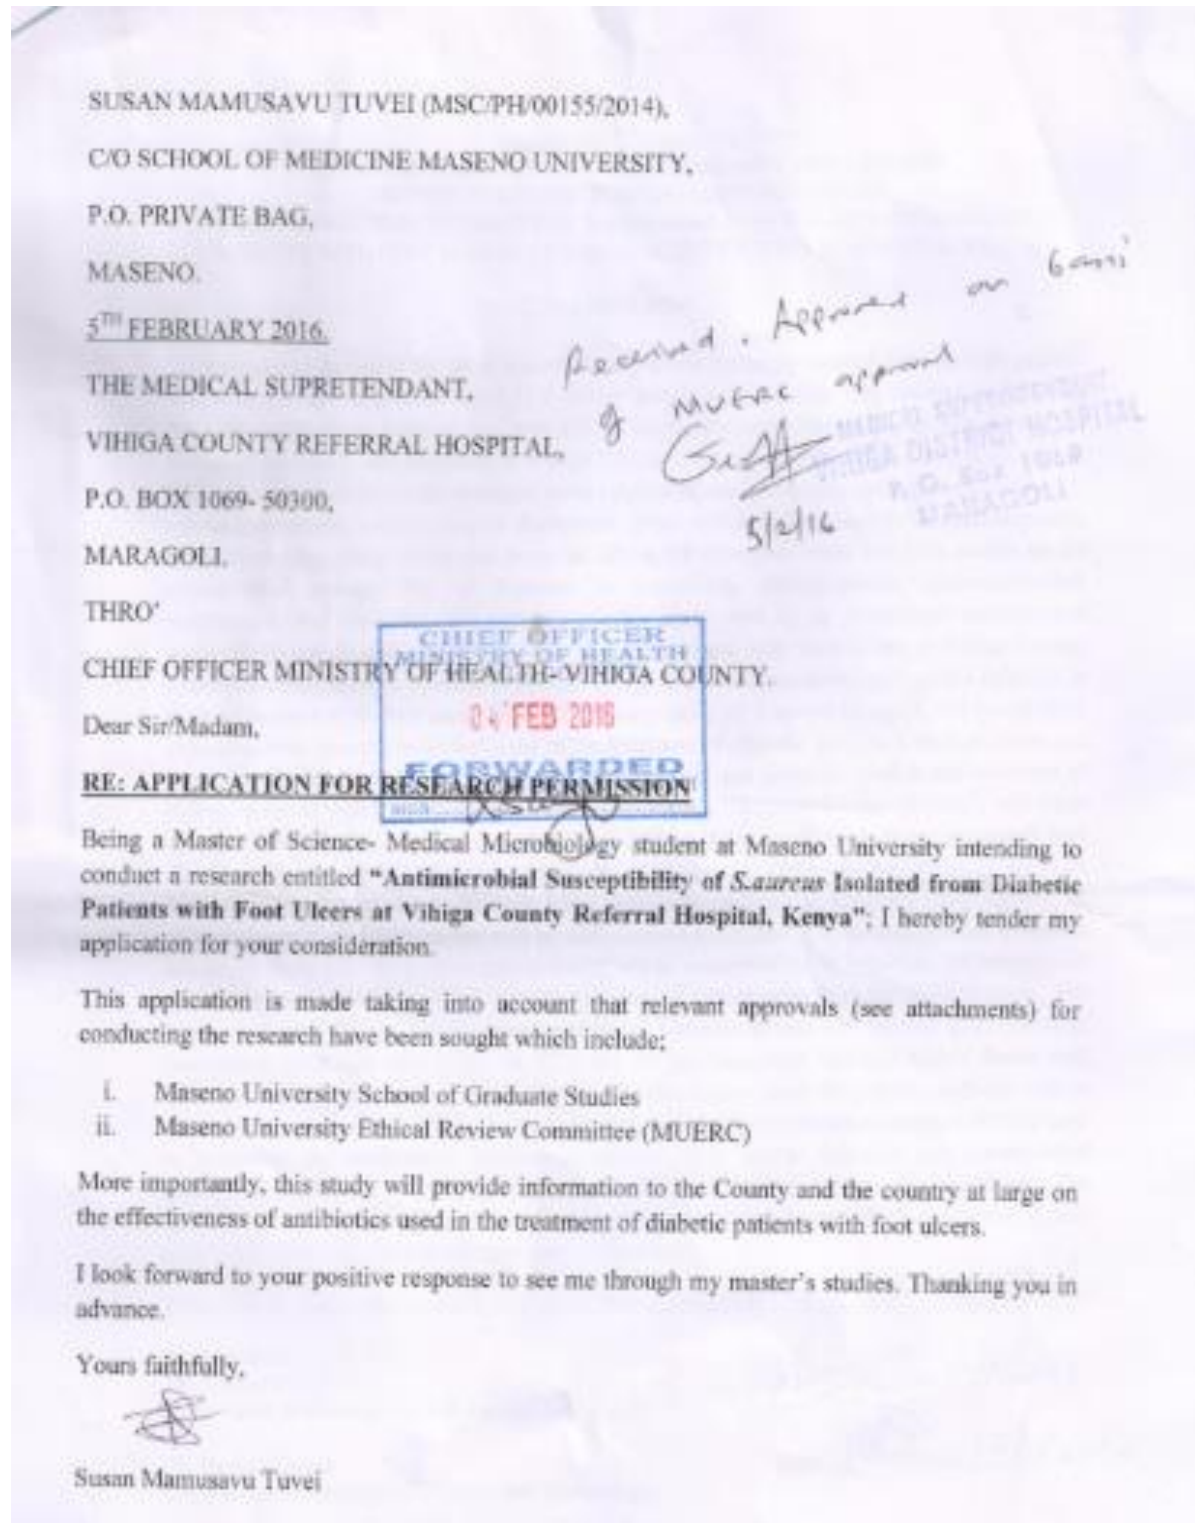 SUSAN MAMUSAVU TUVEI (MSC/PH/00155/2014),
C/O SCHOOL OF MEDICINE MASENO UNIVERSITY,
P.O. PRIVATE BAG,
MASENO.
5TH FEBRUARY 2016.
Received. Approved on basis
of MUERC approval
5/2/16
MEDICAL SUPERINTENDENT
VIHIGA DISTRICT HOSPITAL
P. O. Box 1069
MARAGOLI
THE MEDICAL SUPRETENDANT,
VIHIGA COUNTY REFERRAL HOSPITAL,
P.O. BOX 1069- 50300,
MARAGOLI,
THRO'
CHIEF OFFICER MINISTRY OF HEALTH- VIHIGA COUNTY.
CHIEF OFFICER
MINISTRY OF HEALTH
04 FEB 2016
FORWARDED
Dear Sir/Madam,
RE: APPLICATION FOR RESEARCH PERMISSION
Being a Master of Science- Medical Microbiology student at Maseno University intending to
conduct a research entitled “Antimicrobial Susceptibility of S.aureus Isolated from Diabetic
Patients with Foot Ulcers at Vihiga County Referral Hospital, Kenya”; I hereby tender my
application for your consideration.
This application is made taking into account that relevant approvals (see attachments) for
conducting the research have been sought which include;
i. Maseno University School of Graduate Studies
ii. Maseno University Ethical Review Committee (MUERC)
More importantly, this study will provide information to the County and the country at large on
the effectiveness of antibiotics used in the treatment of diabetic patients with foot ulcers.
I look forward to your positive response to see me through my master's studies. Thanking you in
advance.
Yours faithfully,
Susan Mamusavu Tuvei